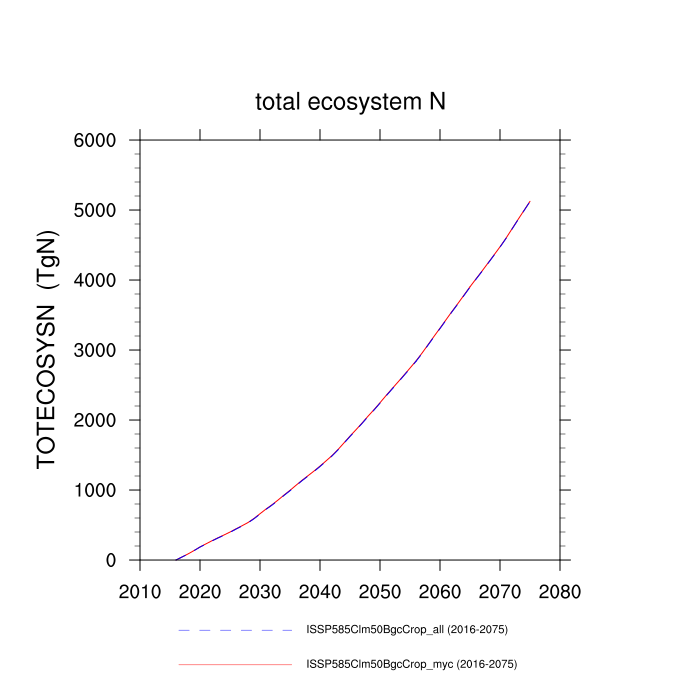 total ecosystem N
6000
5000
4000
3000
2000
1000
0
TOTECOSYSN (TgN)
2010 2020 2030 2040 2050 2060 2070 2080
ISSP585Clm50BgcCrop_all (2016-2075)
ISSP585Clm50BgcCrop_myc (2016-2075)